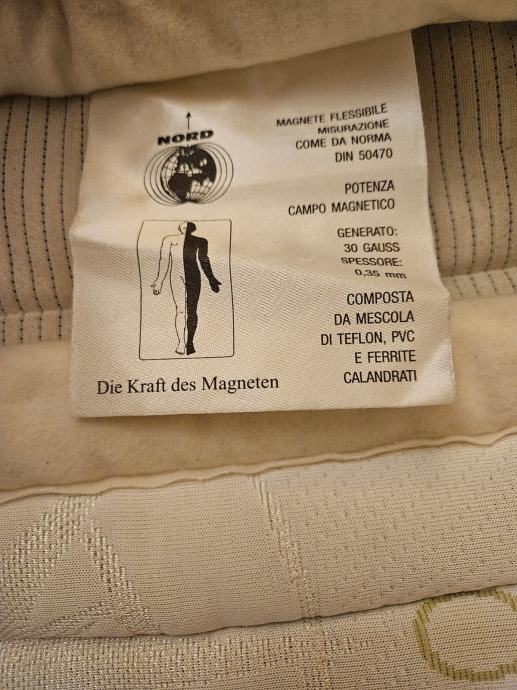 NORD
MAGNETE FLESSIBILE
MISURAZIONE
COME DA NORMA
DIN 50470
POTENZA
CAMPO MAGNETICO
GENERATO:
30 GAUSS
SPESSORE:
0,35 mm
COMPOSTA
DA MESCOLA
DI TEFLON, PVC
E FERRITE
CALANDRATI
Die Kraft des Magneten